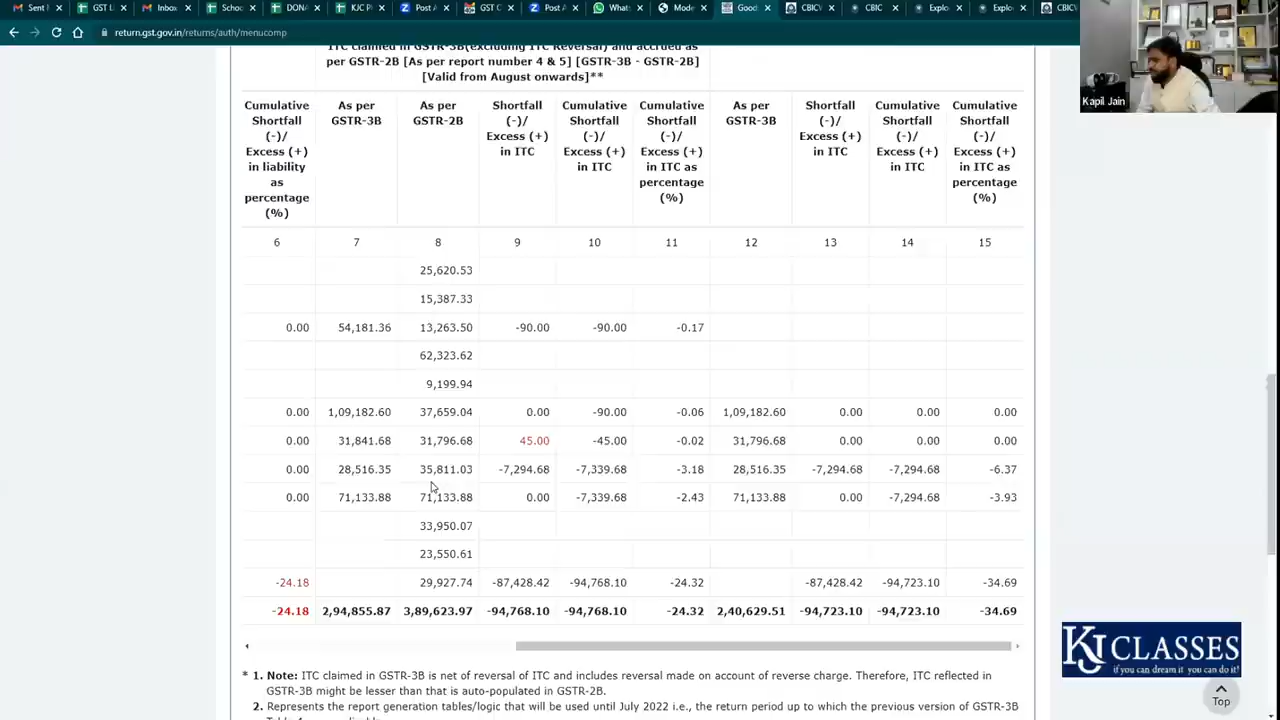 Sent M
GST L
Inbox
Schoo
DONA
KJC P
Post A
GST C
Post A
Whats
Mode
Good
CBICV
CBIC
Explo
Explo
CBICV
return.gst.gov.in/returns/auth/menucomp
Kapil Jain
ITC claimed in GSTR-3B(excluding ITC Reversal) and accrued as
per GSTR-2B [As per report number 4 & 5] [GSTR-3B - GSTR-2B]
[Valid from August onwards]**
Cumulative Shortfall (-)/ Excess (+) in liability as percentage (%) As per GSTR-3B As per GSTR-2B Shortfall (-)/ Excess (+) in ITC Cumulative Shortfall (-)/ Excess (+) in ITC Cumulative Shortfall (-)/ Excess (+) in ITC as percentage (%) As per GSTR-3B Shortfall (-)/ Excess (+) in ITC Cumulative Shortfall (-)/ Excess (+) in ITC Cumulative Shortfall (-)/ Excess (+) in ITC as percentage (%)
6 7 8 9 10 11 12 13 14 15
25,620.53
15,387.33
0.00 54,181.36 13,263.50 -90.00 -90.00 -0.17
62,323.62
9,199.94
0.00 1,09,182.60 37,659.04 0.00 -90.00 -0.06 1,09,182.60 0.00 0.00 0.00
0.00 31,841.68 31,796.68 45.00 -45.00 -0.02 31,796.68 0.00 0.00 0.00
0.00 28,516.35 35,811.03 -7,294.68 -7,339.68 -3.18 28,516.35 -7,294.68 -7,294.68 -6.37
0.00 71,133.88 71,133.88 0.00 -7,339.68 -2.43 71,133.88 0.00 -7,294.68 -3.93
33,950.07
23,550.61
-24.18 29,927.74 -87,428.42 -94,768.10 -24.32 -87,428.42 -94,723.10 -34.69
-24.18 2,94,855.87 3,89,623.97 -94,768.10 -94,768.10 -24.32 2,40,629.51 -94,723.10 -94,723.10 -34.69
* 1. Note: ITC claimed in GSTR-3B is net of reversal of ITC and includes reversal made on account of reverse charge. Therefore, ITC reflected in
GSTR-3B might be lesser than that is auto-populated in GSTR-2B.
2. Represents the report generation tables/logic that will be used until July 2022 i.e., the return period up to which the previous version of GSTR-3B
KJ CLASSES
if you can dream it you can do it!
Top